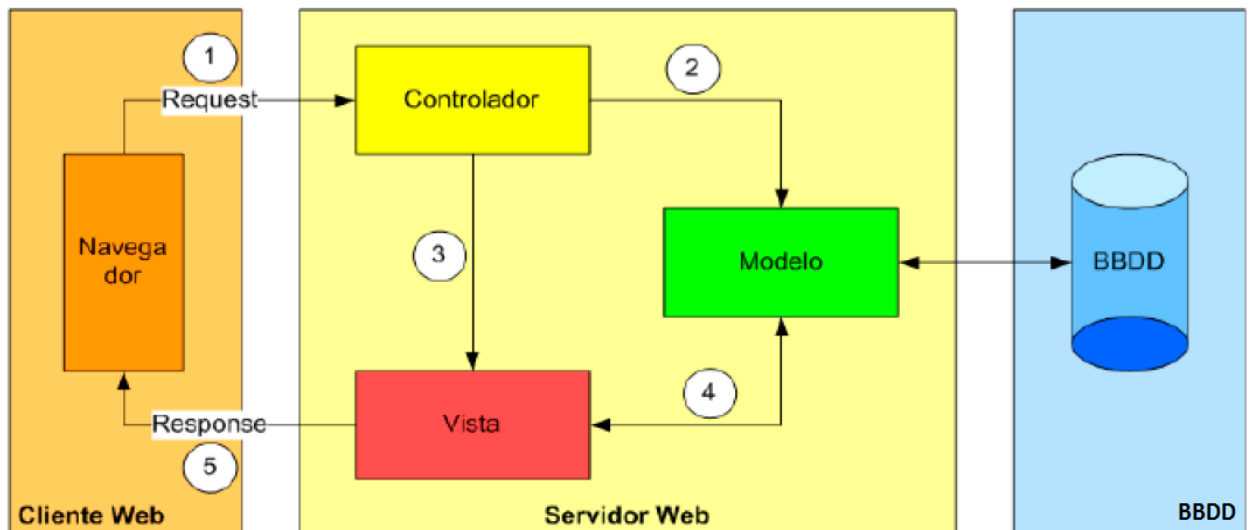 1
Request
Controlador
2
Navega
dor
3
Modelo
BBDD
4
Response
Vista
5
Cliente Web
Servidor Web
BBDD